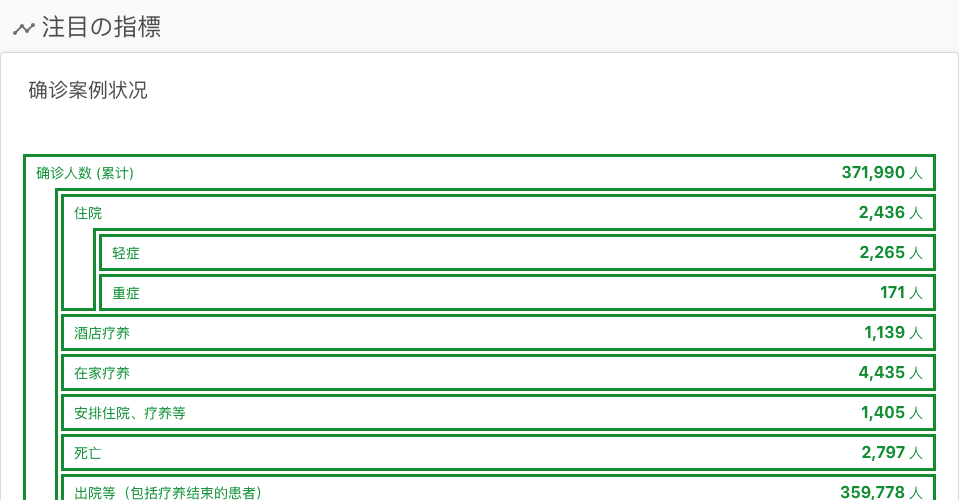 注目の指標
确诊案例状况
确诊人数 (累计) 371,990 人
住院 2,436 人
轻症 2,265 人
重症 171 人
酒店疗养 1,139 人
在家疗养 4,435 人
安排住院、疗养等 1,405 人
死亡 2,797 人
出院等（包括疗养结束的患者） 359,778 人